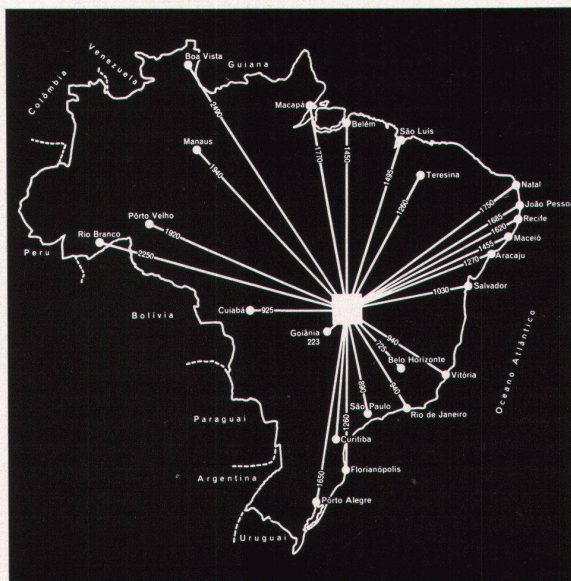 Boa Vista
Guiana
Venezuela
Colômbia
Macapá
Belém
São Luís
2490
Manaus
1770
1450
1495
Teresina
1940
1260
Natal
1750
João Pessoa
1685
Recife
1620
Pôrto Velho
1920
Maceió
1455
Rio Branco
Aracaju
1270
Peru
2250
Salvador
1030
Bolívia
Cuiabá
925
Goiânia
223
940
725
Belo Horizonte
Vitória
Oceano Atlântico
890
940
São Paulo
Rio de Janeiro
Paraguai
1260
Curitiba
Florianópolis
Argentina
1650
Pôrto Alegre
Uruguai